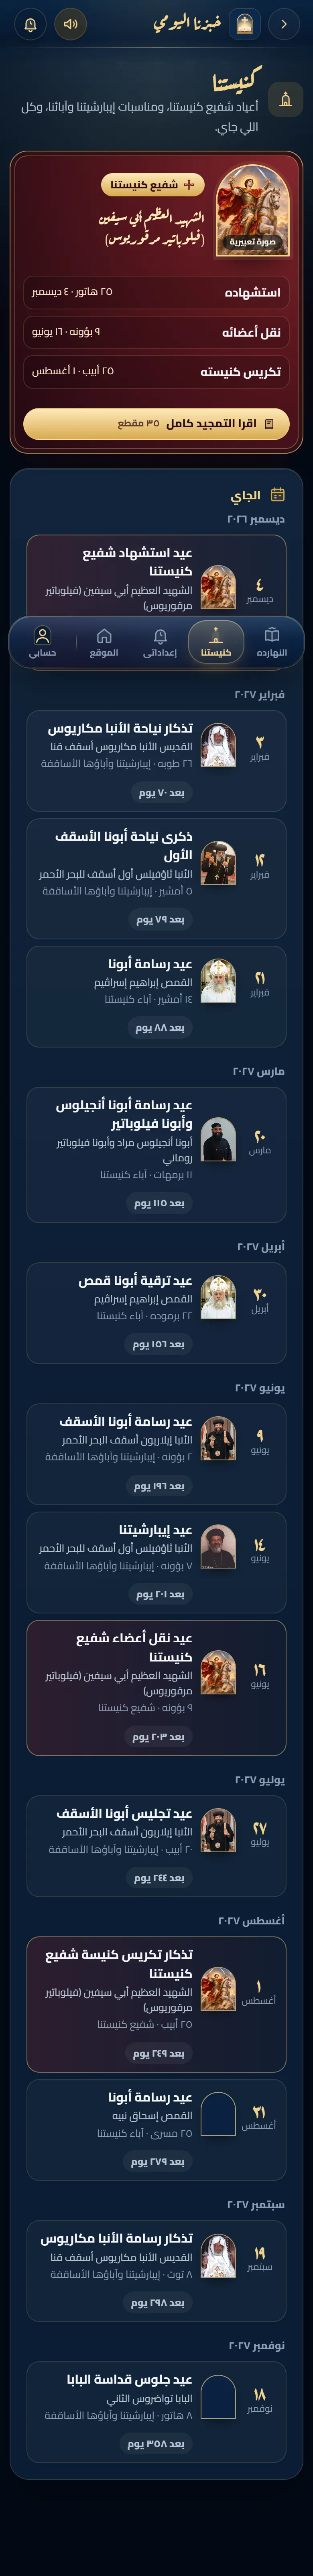 خبزنا اليومي
كنيستنا
أعياد شفيع كنيستنا، ومناسبات إيبارشيتنا وآبائنا، وكل
اللي جاي.
شفيع كنيستنا
الشهيد العظيم أبي سيفين
(فيلوباتير مرقوريوس)
صورة تعبيرية
استشهاده
٢٥ هاتور · ٤ ديسمبر
نقل أعضائه
٩ بؤونه · ١٦ يونيو
تكريس كنيسته
٢٥ أبيب · ١ أغسطس
اقرا التمجيد كامل ٣٥ مقطع
الجاي
ديسمبر ٢٠٢٦
٤
ديسمبر
عيد استشهاد شفيع
كنيستنا
الشهيد العظيم أبي سيفين (فيلوباتير
مرقوريوس)
النهارده
كنيستنا
إعداداتى
الموقع
حسابي
فبراير ٢٠٢٧
٣
فبراير
تذكار نياحة الأنبا مكاريوس
القديس الأنبا مكاريوس أسقف قنا
٢٦ طوبه · إيبارشيتنا وآباؤها الأساقفة
بعد ٧٠ يوم
١٢
فبراير
ذكرى نياحة أبونا الأسقف
الأول
الأنبا ثاؤفيلس أول أسقف للبحر الأحمر
٥ أمشير · إيبارشيتنا وآباؤها الأساقفة
بعد ٧٩ يوم
٢١
فبراير
عيد رسامة أبونا
القمص إبراهيم إسرافيم
١٤ أمشير · آباء كنيستنا
بعد ٨٨ يوم
مارس ٢٠٢٧
٢٠
مارس
عيد رسامة أبونا أنجيلوس
وأبونا فيلوباتير
أبونا أنجيلوس مراد وأبونا فيلوباتير
روماني
١١ برمهات · آباء كنيستنا
بعد ١١٥ يوم
أبريل ٢٠٢٧
٣٠
أبريل
عيد ترقية أبونا قمص
القمص إبراهيم إسرافيم
٢٢ برموده · آباء كنيستنا
بعد ١٥٦ يوم
يونيو ٢٠٢٧
٩
يونيو
عيد رسامة أبونا الأسقف
الأنبا إيلاريون أسقف البحر الأحمر
٢ بؤونه · إيبارشيتنا وآباؤها الأساقفة
بعد ١٩٦ يوم
١٤
يونيو
عيد إيبارشيتنا
الأنبا ثاؤفيلس أول أسقف للبحر الأحمر
٧ بؤونه · إيبارشيتنا وآباؤها الأساقفة
بعد ٢٠١ يوم
١٦
يونيو
عيد نقل أعضاء شفيع
كنيستنا
الشهيد العظيم أبي سيفين (فيلوباتير
مرقوريوس)
٩ بؤونه · شفيع كنيستنا
بعد ٢٠٣ يوم
يوليو ٢٠٢٧
٢٧
يوليو
عيد تجليس أبونا الأسقف
الأنبا إيلاريون أسقف البحر الأحمر
٢٠ أبيب · إيبارشيتنا وآباؤها الأساقفة
بعد ٢٤٤ يوم
أغسطس ٢٠٢٧
١
أغسطس
تذكار تكريس كنيسة شفيع
كنيستنا
الشهيد العظيم أبي سيفين (فيلوباتير
مرقوريوس)
٢٥ أبيب · شفيع كنيستنا
بعد ٢٤٩ يوم
٣١
أغسطس
عيد رسامة أبونا
القمص إسحاق نبيه
٢٥ مسرى · آباء كنيستنا
بعد ٢٧٩ يوم
سبتمبر ٢٠٢٧
١٩
سبتمبر
تذكار رسامة الأنبا مكاريوس
القديس الأنبا مكاريوس أسقف قنا
٨ توت · إيبارشيتنا وآباؤها الأساقفة
بعد ٢٩٨ يوم
نوفمبر ٢٠٢٧
١٨
نوفمبر
عيد جلوس قداسة البابا
البابا تواضروس الثاني
٨ هاتور · إيبارشيتنا وآباؤها الأساقفة
بعد ٣٥٨ يوم